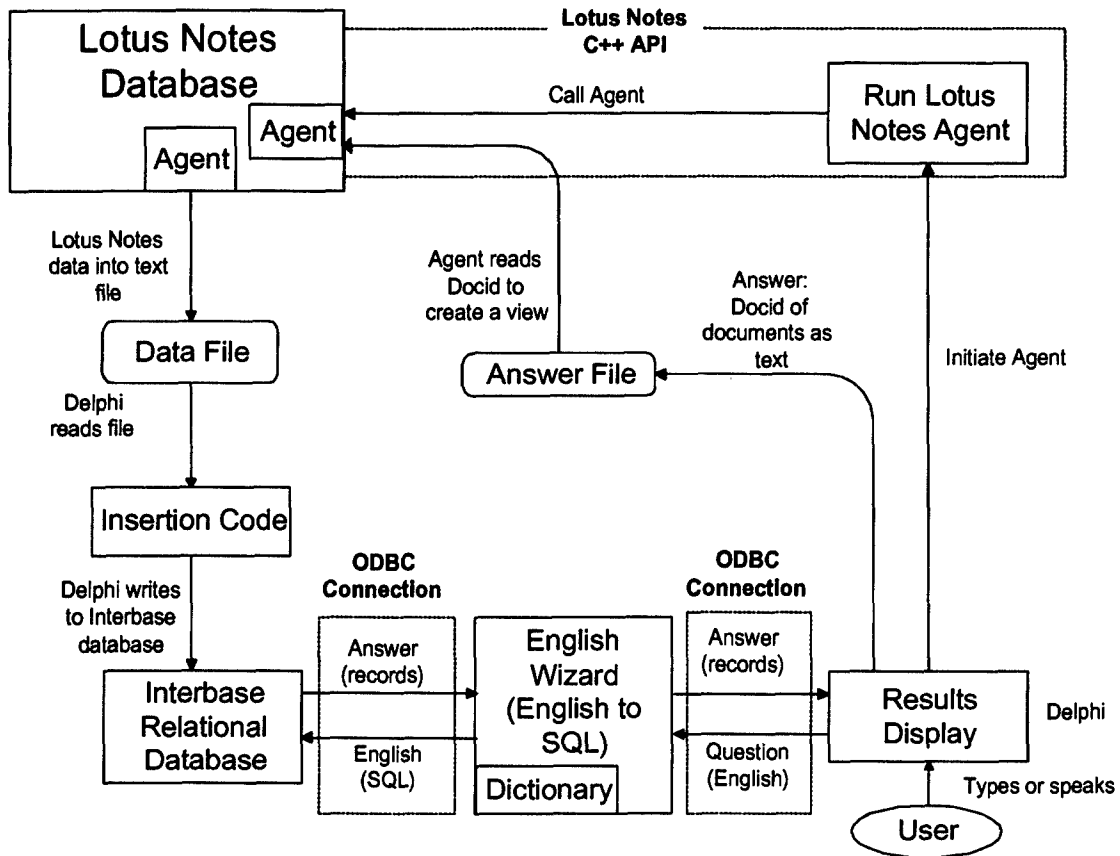 Lotus Notes
Database
Agent
Agent
Lotus Notes
C++ API
Call Agent
Run Lotus
Notes Agent
Lotus Notes
data into text
file
Agent reads
Docid to
create a view
Answer:
Docid of
documents as
text
Initiate Agent
Data File
Answer File
Delphi
reads file
Insertion Code
Delphi writes
to Interbase
database
ODBC
Connection
ODBC
Connection
Interbase
Relational
Database
Answer
(records)
English
(SQL)
English
Wizard
(English to
SQL)
Dictionary
Answer
(records)
Question
(English)
Results
Display
Delphi
Types or speaks
User